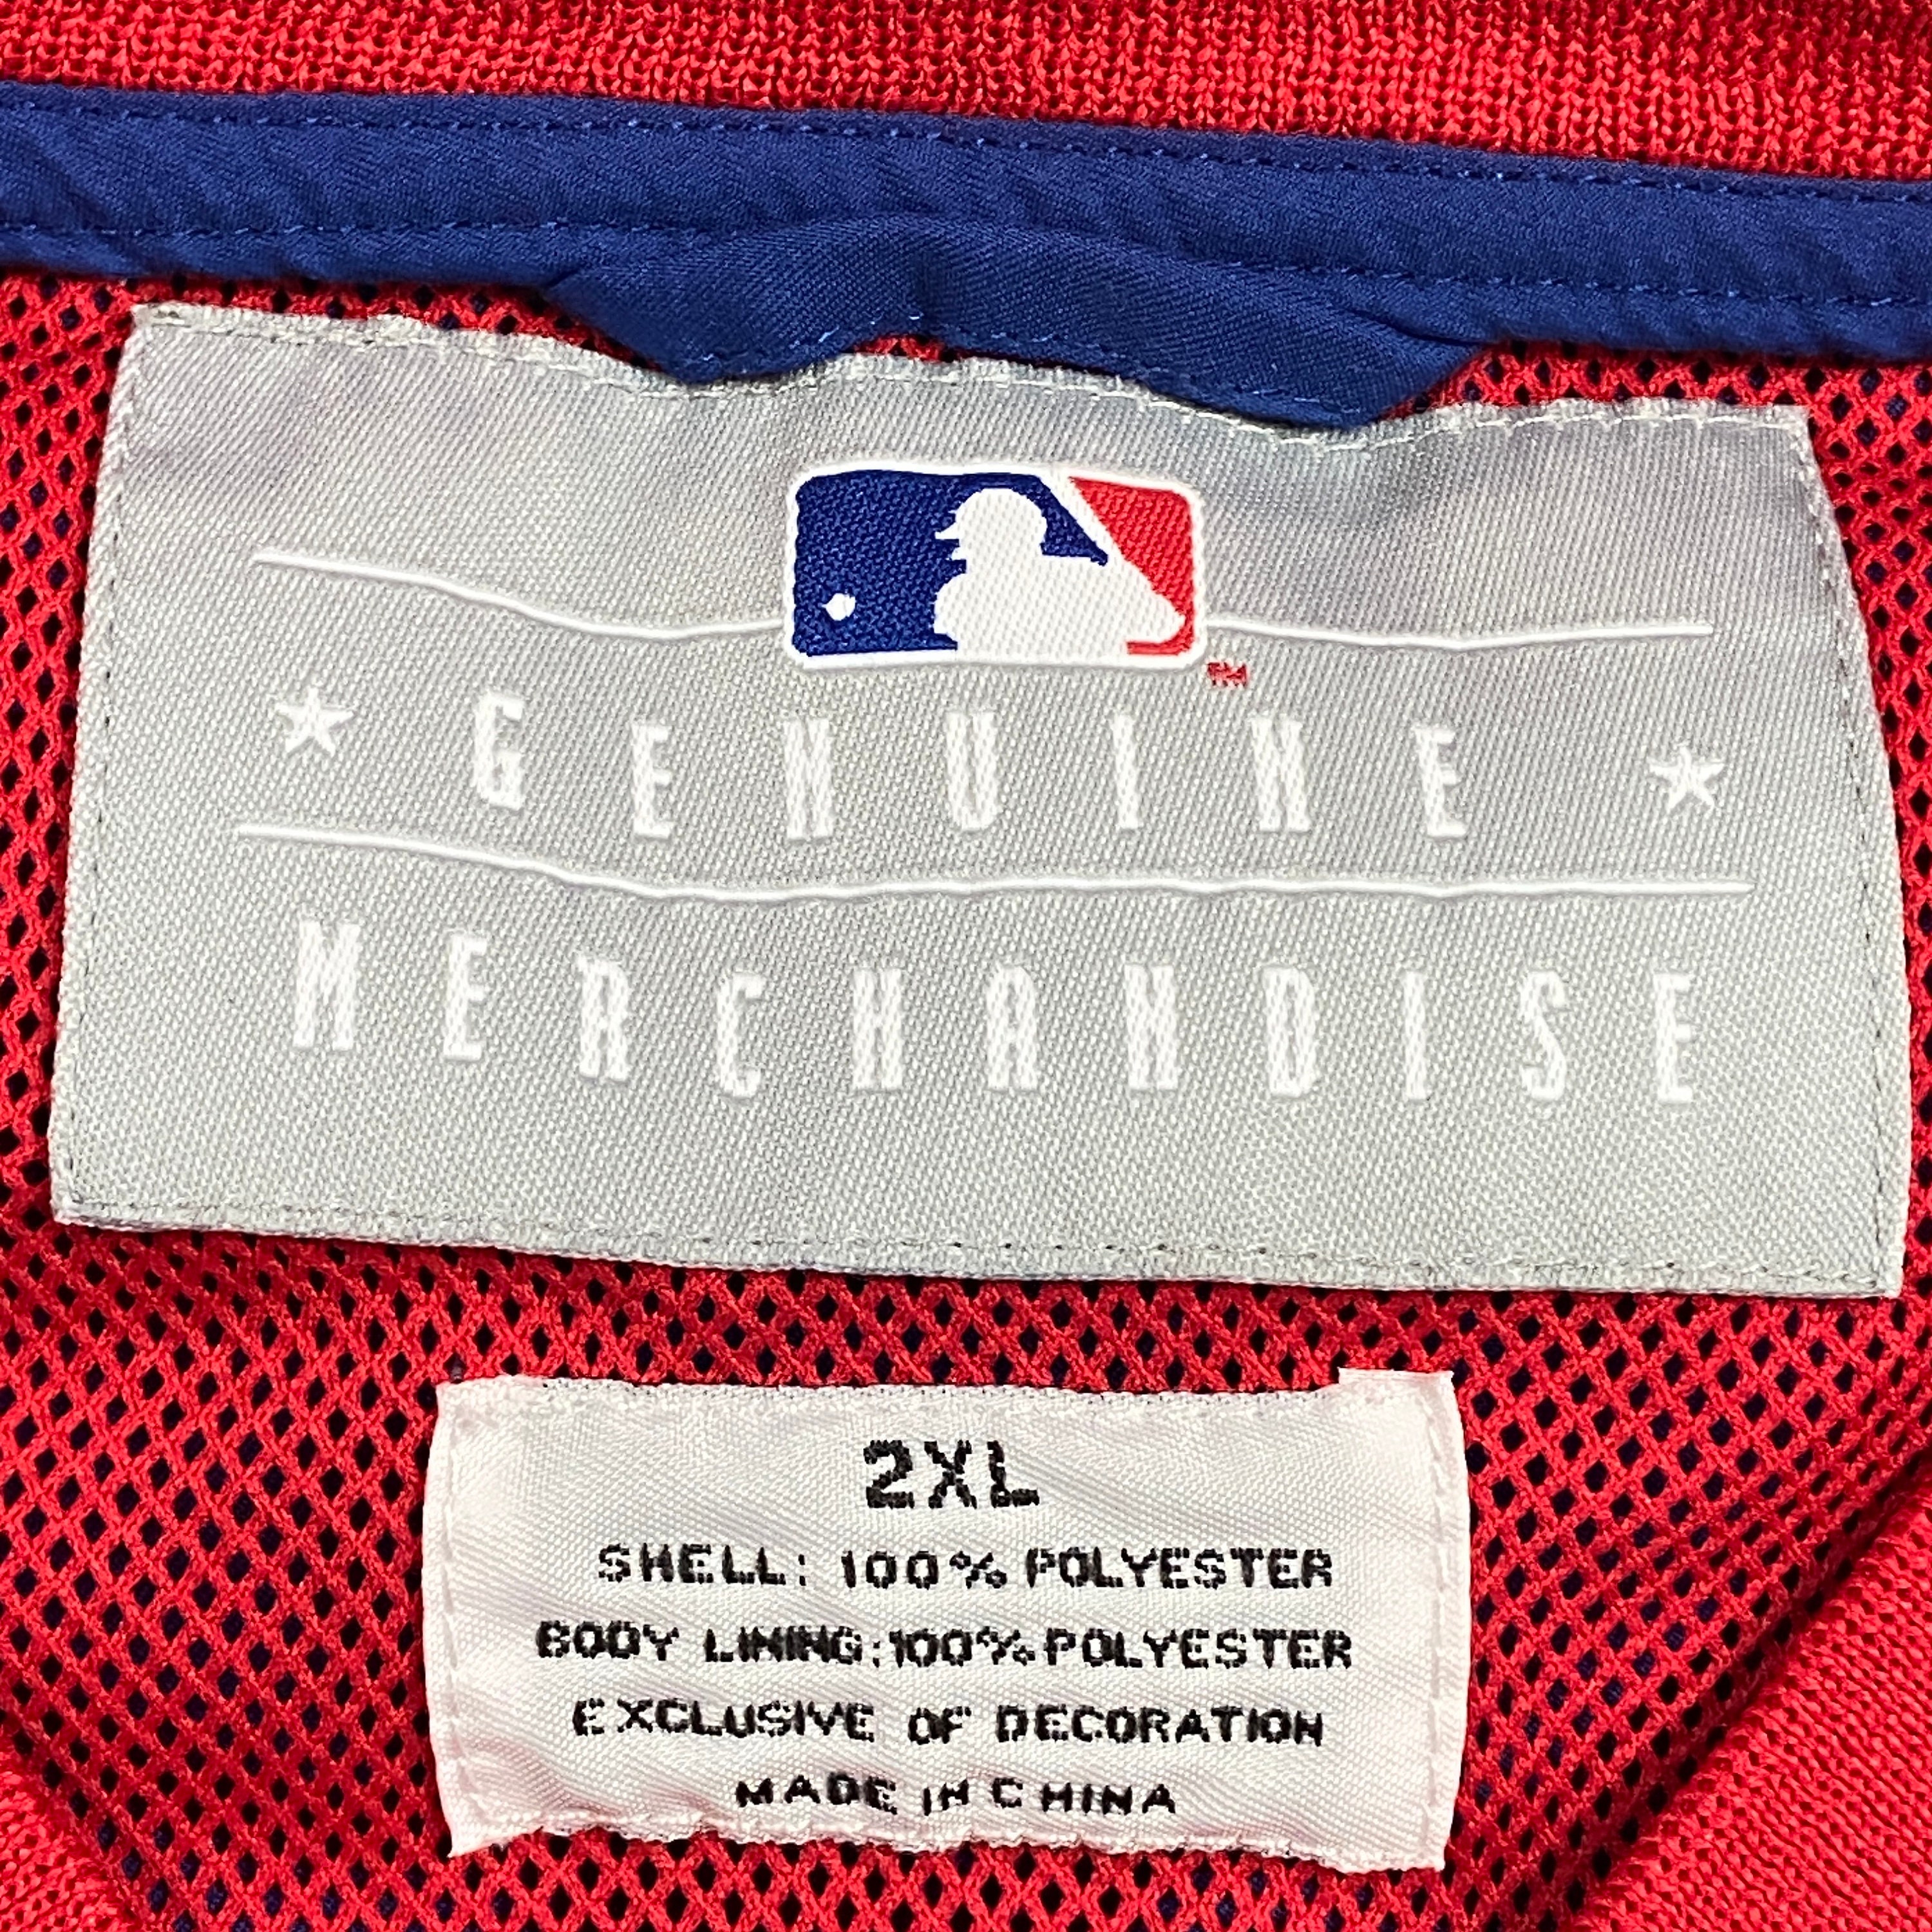 TM
★ GENUINE ★
MERCHANDISE
2XL
SHELL: 100% POLYESTER
BODY LINING:100% POLYESTER
EXCLUSIVE OF DECORATION
MADE IN CHINA